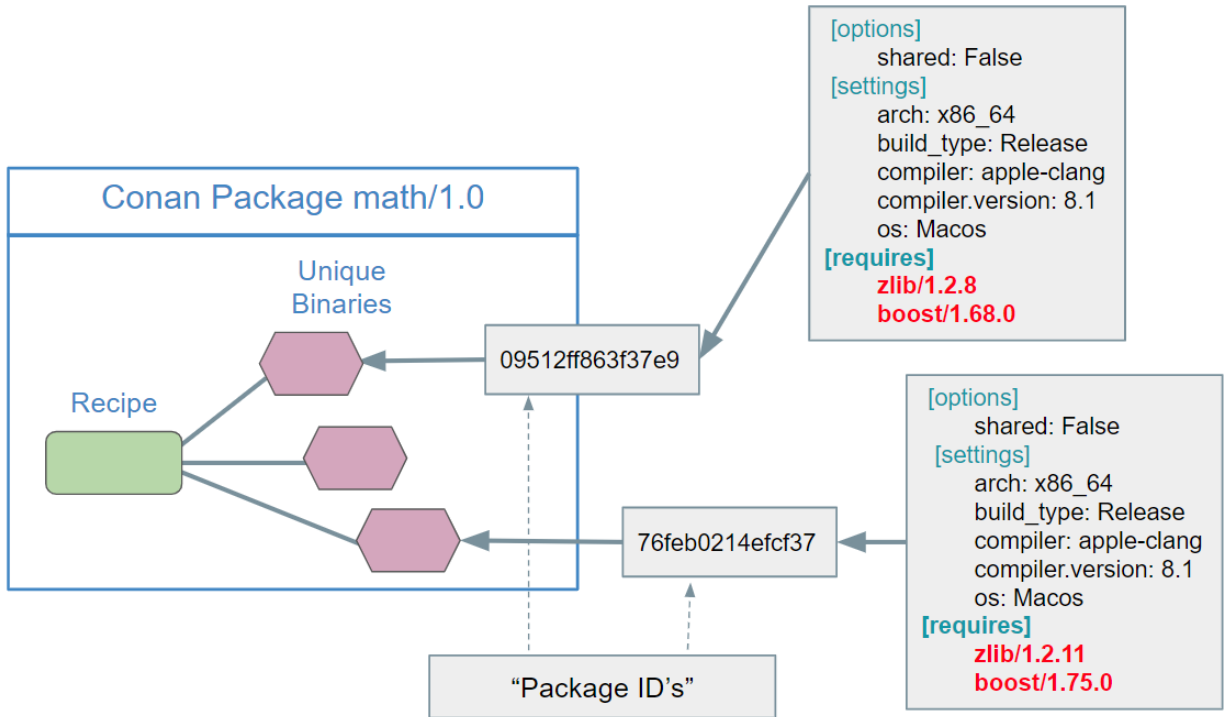 [options]
shared: False
[settings]
arch: x86_64
build_type: Release
compiler: apple-clang
compiler.version: 8.1
os: Macos
[requires]
zlib/1.2.8
boost/1.68.0
Conan Package math/1.0
Unique
Binaries
09512ff863f37e9
Recipe
[options]
shared: False
[settings]
arch: x86_64
build_type: Release
compiler: apple-clang
compiler.version: 8.1
os: Macos
[requires]
zlib/1.2.11
boost/1.75.0
76feb0214efcf37
“Package ID’s”